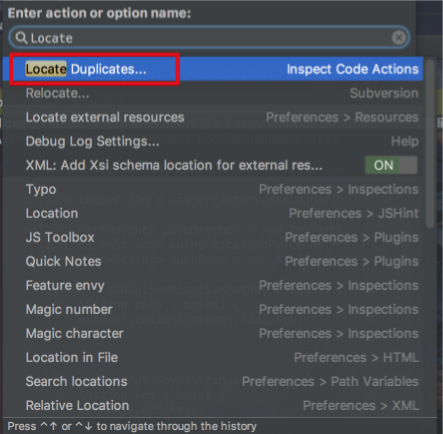 Enter action or option name:
Locate
Locate Duplicates... Inspect Code Actions
Relocate... Subversion
Locate external resources Preferences > Resources
Debug Log Settings... Help
XML: Add Xsi schema location for external res... ON
Typo Preferences > Inspections
Location Preferences > JSHint
JS Toolbox Preferences > Plugins
Quick Notes Preferences > Plugins
Feature envy Preferences > Inspections
Magic number Preferences > Inspections
Magic character Preferences > Inspections
Location in File Preferences > HTML
Search locations Preferences > Path Variables
Relative Location Preferences > XML
Press ^↑ or ^↓ to navigate through the history